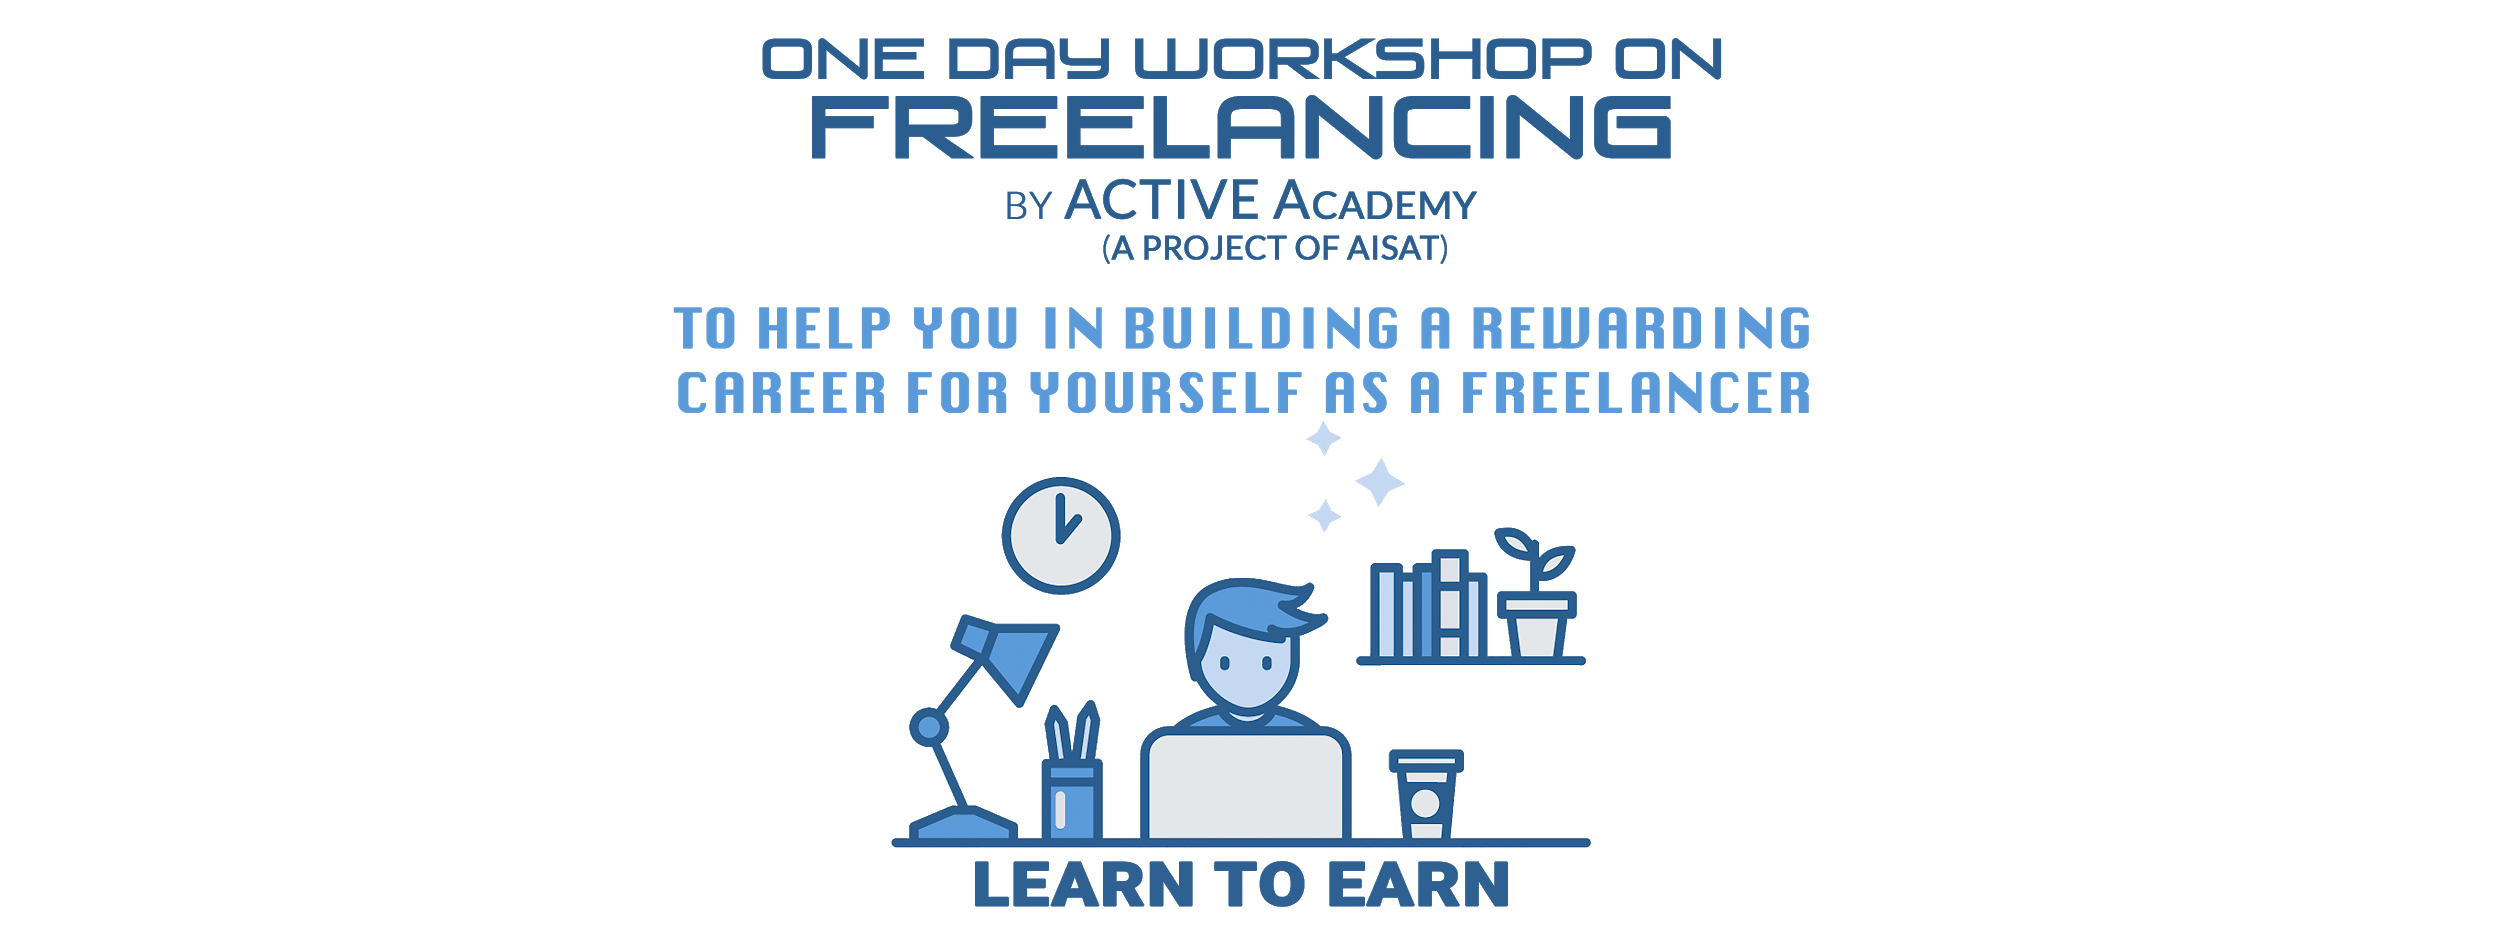 ONE DAY WORKSHOP ON
FREELANCING
BY ACTIVE ACADEMY
(A PROJECT OF AISAT)
TO HELP YOU IN BUILDING A REWARDING
CAREER FOR YOURSELF AS A FREELANCER
LEARN TO EARN